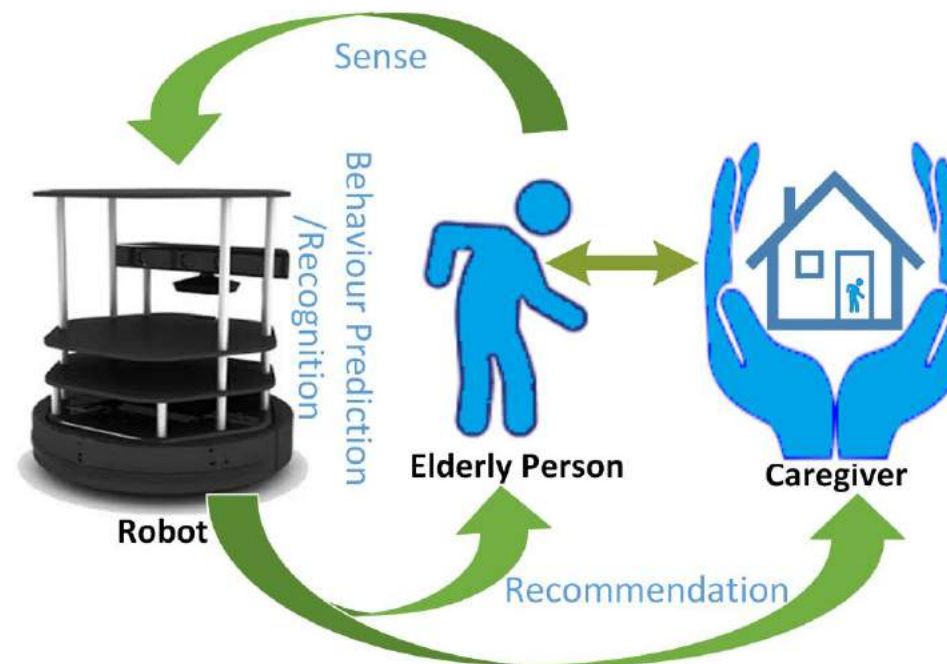 Sense
Behaviour Prediction
/Recognition
Elderly Person
Caregiver
Robot
Recommendation